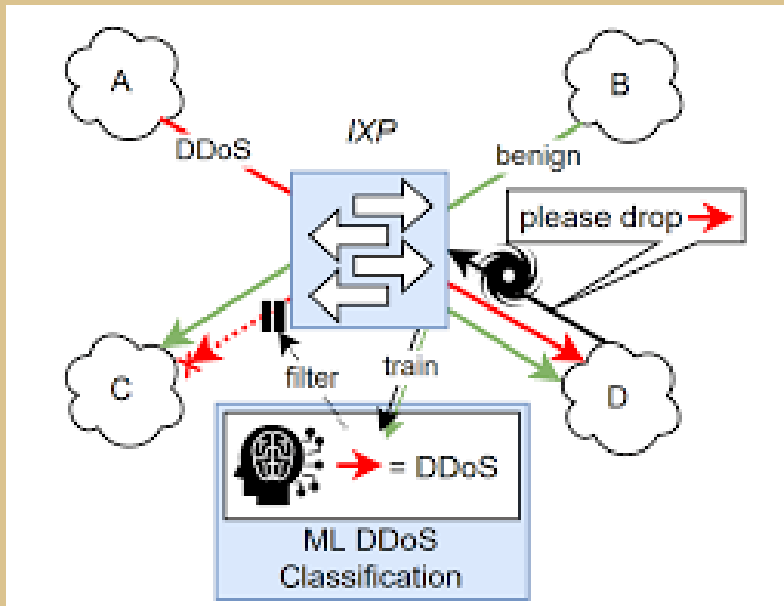 A
B
IXP
DDoS
benign
please drop
C
filter
train
D
= DDoS
ML DDoS
Classification